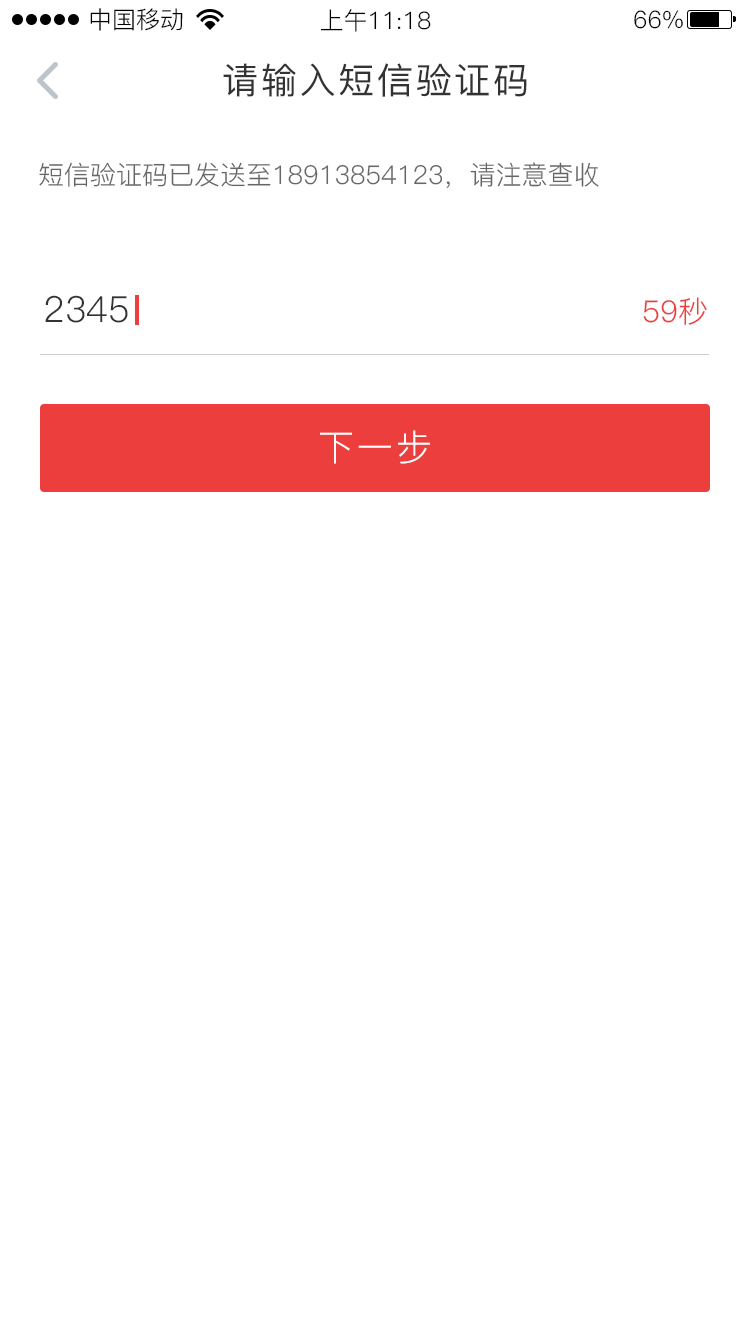 中国移动 上午11:18 66%
请输入短信验证码
短信验证码已发送至18913854123，请注意查收
2345 59秒
下一步